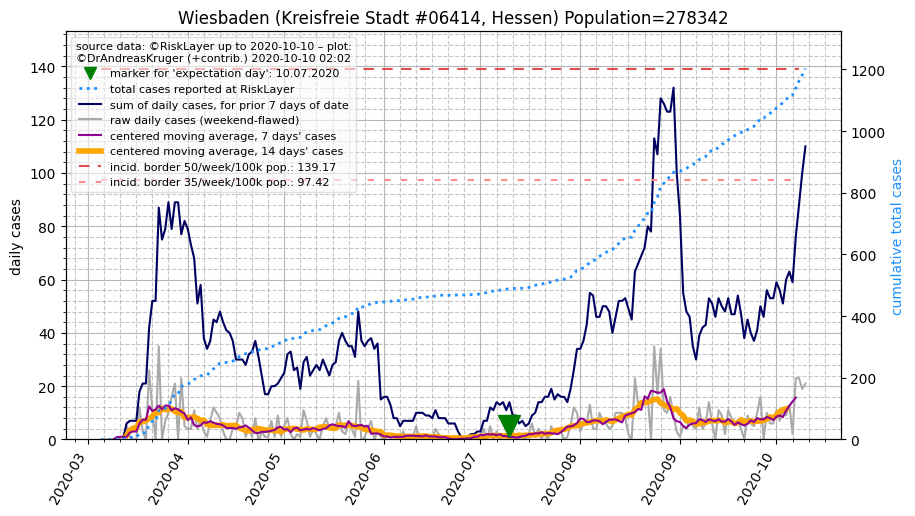 Wiesbaden (Kreisfreie Stadt #06414, Hessen) Population=278342
source data: ©RiskLayer up to 2020-10-10 – plot:
©DrAndreasKruger (+contrib.) 2020-10-10 02:02
marker for 'expectation day': 10.07.2020
total cases reported at RiskLayer
sum of daily cases, for prior 7 days of date
raw daily cases (weekend-flawed)
centered moving average, 7 days' cases
centered moving average, 14 days' cases
incid. border 50/week/100k pop.: 139.17
incid. border 35/week/100k pop.: 97.42
daily cases
140
120
100
80
60
40
20
0
cumulative total cases
1200
1000
800
600
400
200
0
2020-03
2020-04
2020-05
2020-06
2020-07
2020-08
2020-09
2020-10